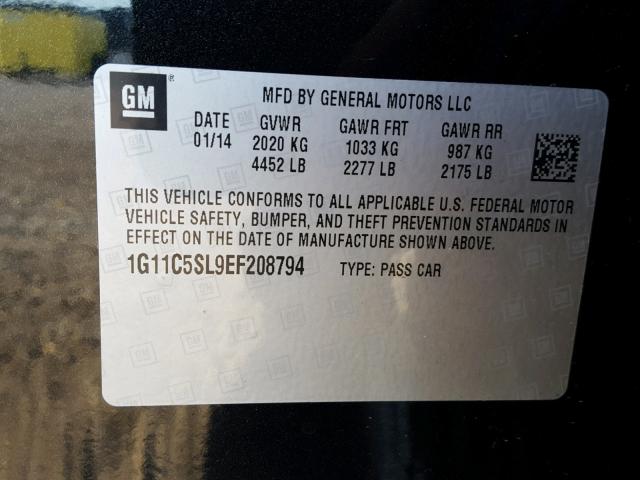 GM ® MFD BY GENERAL MOTORS LLC
DATE GVWR GAWR FRT GAWR RR
01/14 2020 KG 1033 KG 987 KG
4452 LB 2277 LB 2175 LB
THIS VEHICLE CONFORMS TO ALL APPLICABLE U.S. FEDERAL MOTOR
VEHICLE SAFETY, BUMPER, AND THEFT PREVENTION STANDARDS IN
EFFECT ON THE DATE OF MANUFACTURE SHOWN ABOVE.
1G11C5SL9EF208794 TYPE: PASS CAR